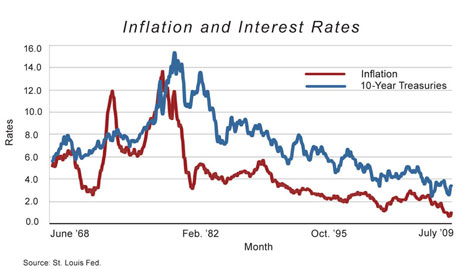 Inflation and Interest Rates
16.0
14.0
12.0
10.0
8.0
6.0
4.0
2.0
0.0
Rates
Inflation
10-Year Treasuries
June '68
Feb. '82
Oct. '95
July '09
Month
Source: St. Louis Fed.